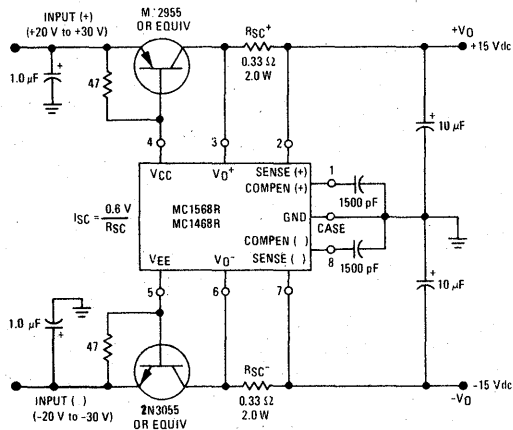 INPUT (+)
(+20 V to +30 V)
2955
OR EQUIV
RSC+
0.33 Ω
2.0 W
+VO
+15 Vdc
1.0 µF
+
47
+
10 µF
4
3
2
VCC
VO+
SENSE (+)
COMPEN (+)
1
1500 pF
ISC = 0.6 V
RSC
MC1568R
MC1468R
GND
CASE
COMPEN ( )
SENSE ( )
8
1500 pF
VEE
VO-
5
6
7
+
10 µF
1.0 µF
+
47
RSC-
0.33 Ω
2.0 W
INPUT ( )
(-20 V to -30 V)
2N3055
OR EQUIV
-15 Vdc
-VO